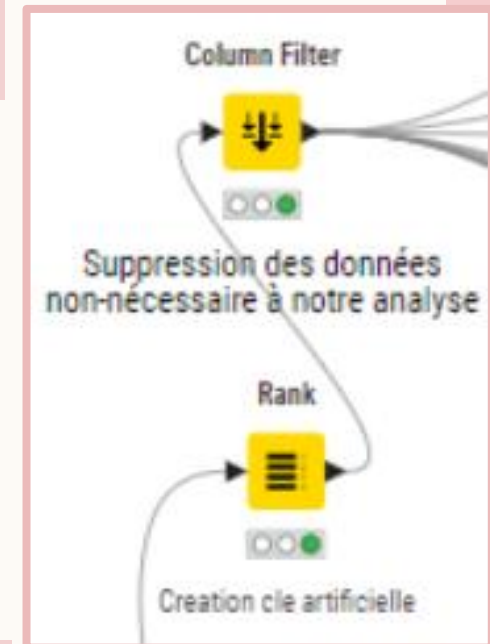 Column Filter
Suppression des données
non-nécessaire à notre analyse
Rank
Creation cle artificielle